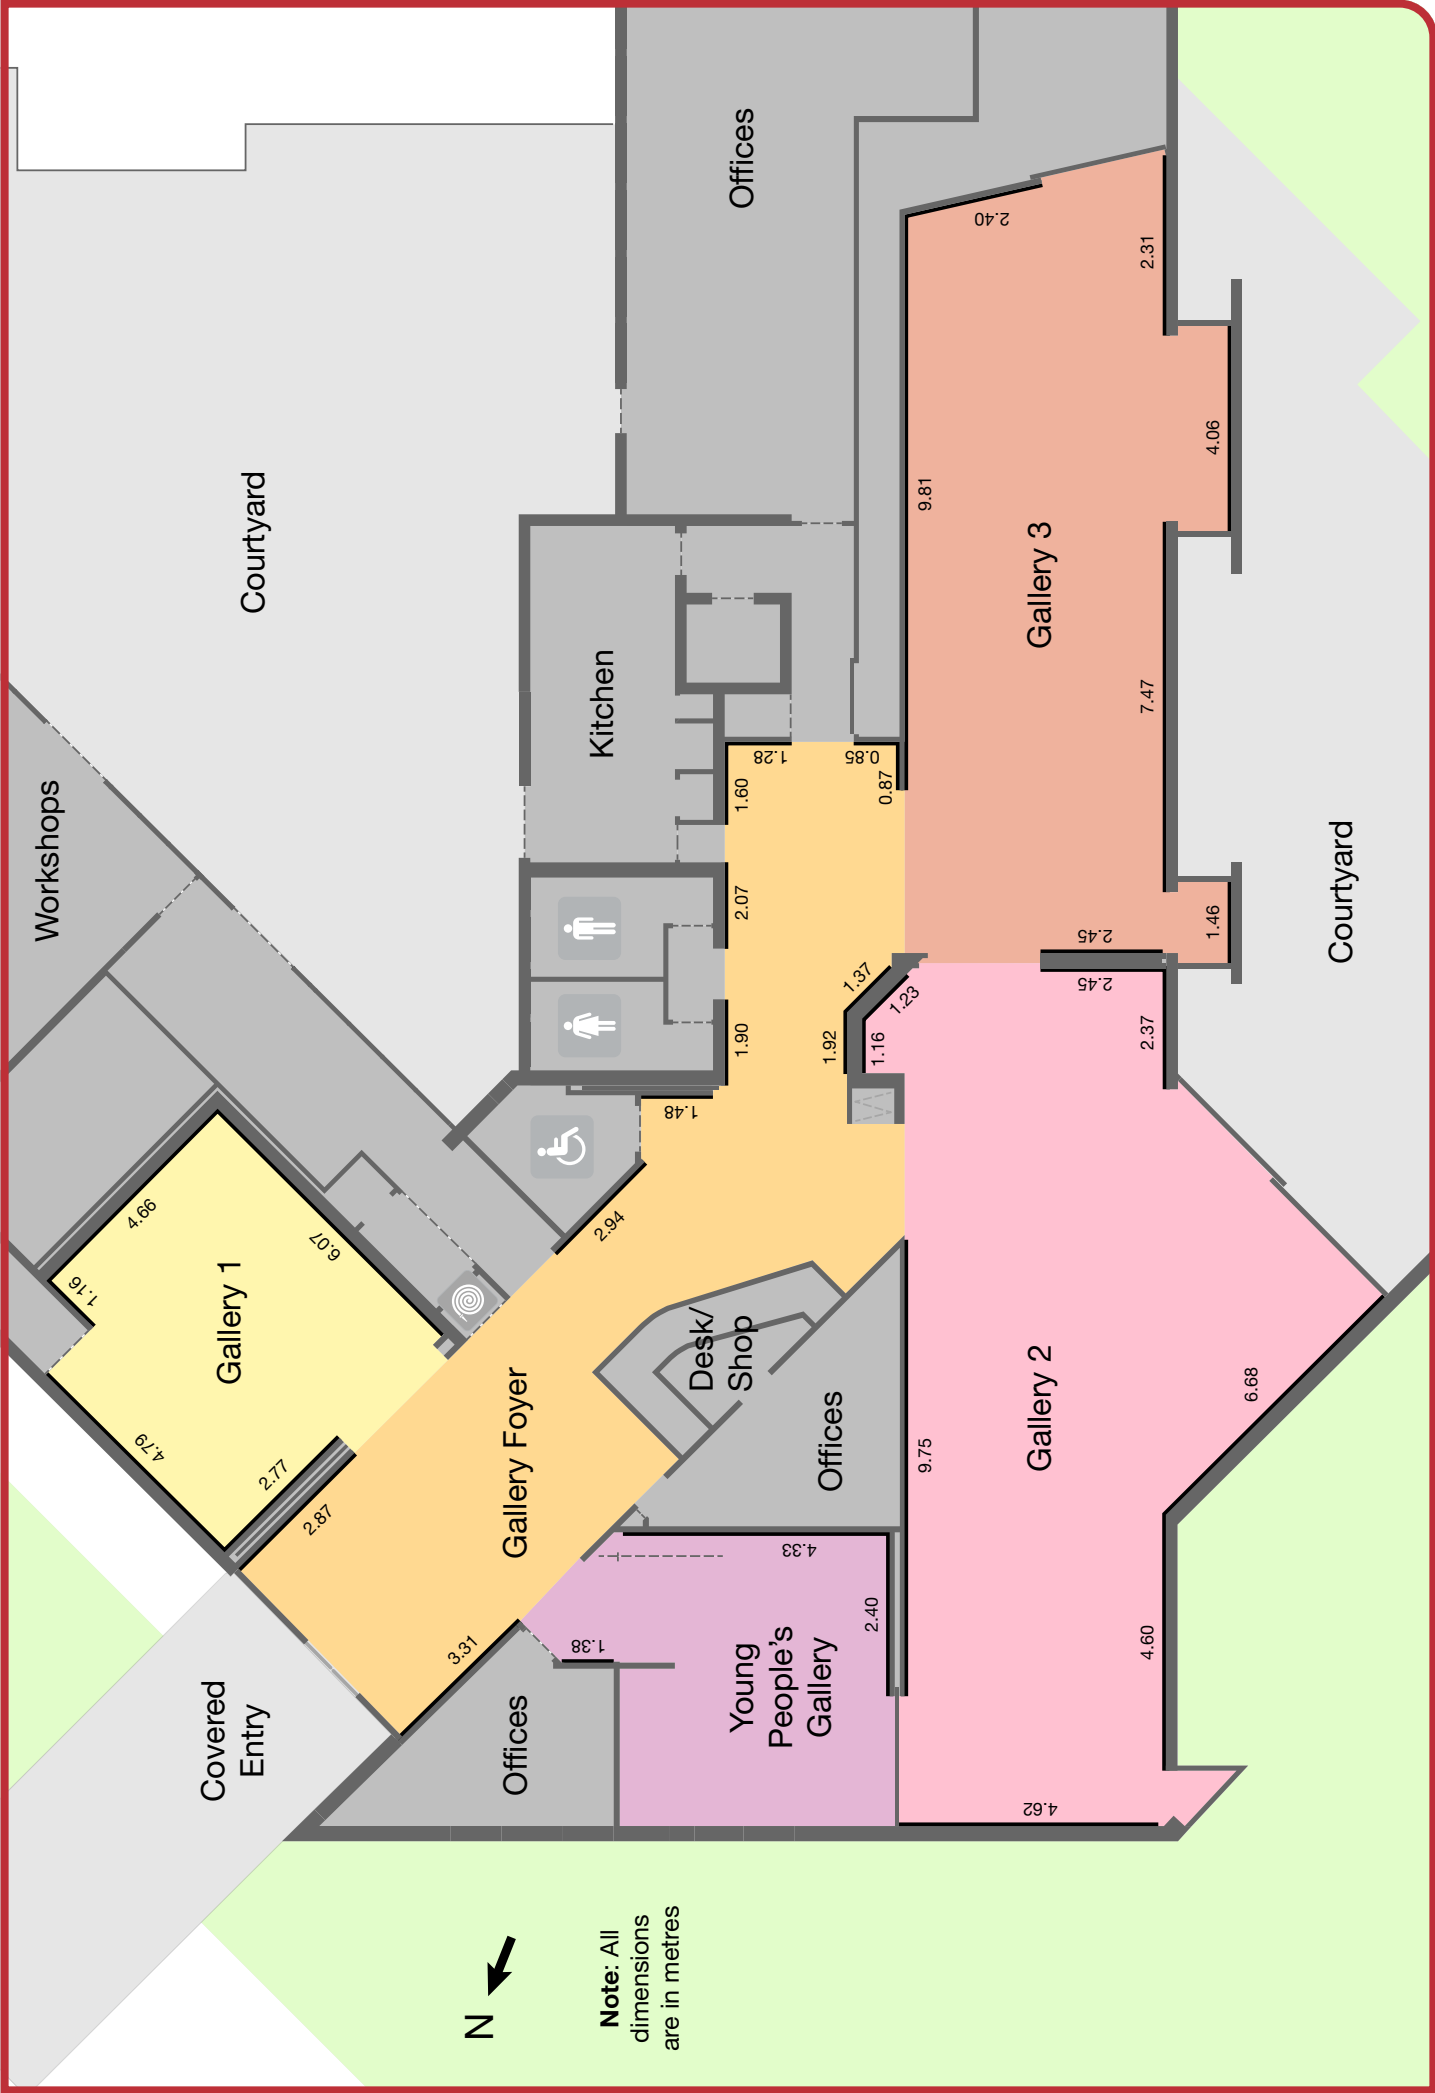 Workshops
Courtyard
Offices
Kitchen
Covered
Entry
Gallery 1
4.66
1.16
6.07
4.79
2.77
2.87
Gallery Foyer
3.31
2.94
1.48
1.90
2.07
1.60
1.28
0.85
0.87
1.37
1.23
1.92
1.16
Desk/
Shop
Offices
Offices
Young
People’s
Gallery
1.38
4.33
2.40
Gallery 2
9.75
4.62
4.60
6.68
2.37
2.45
Gallery 3
2.45
9.81
2.40
2.31
4.06
7.47
1.46
Courtyard
N
Note: All
dimensions
are in metres